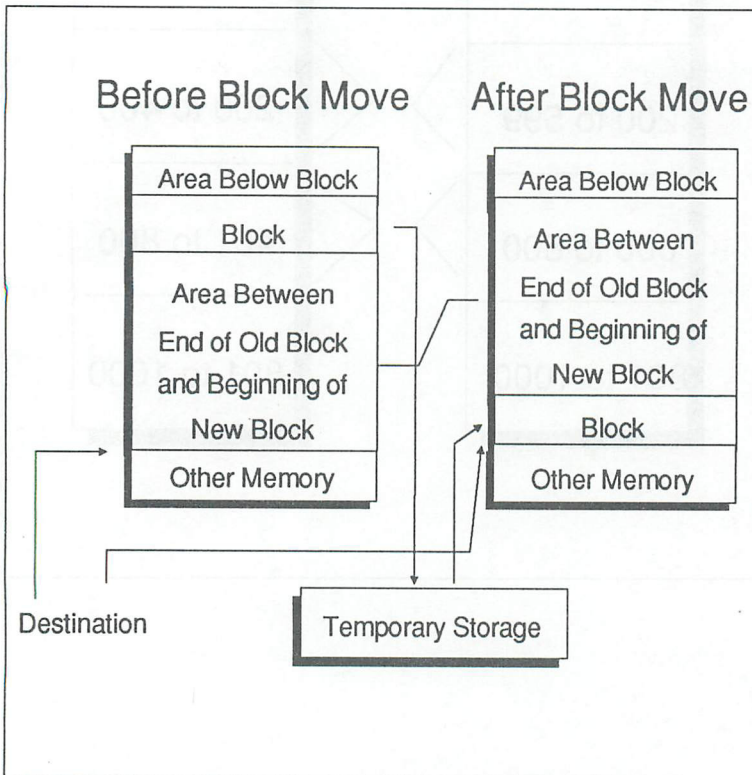 Before Block Move
After Block Move
Area Below Block
Block
Area Between
End of Old Block
and Beginning of
New Block
Other Memory
Area Below Block
Area Between
End of Old Block
and Beginning of
New Block
Block
Other Memory
Destination
Temporary Storage